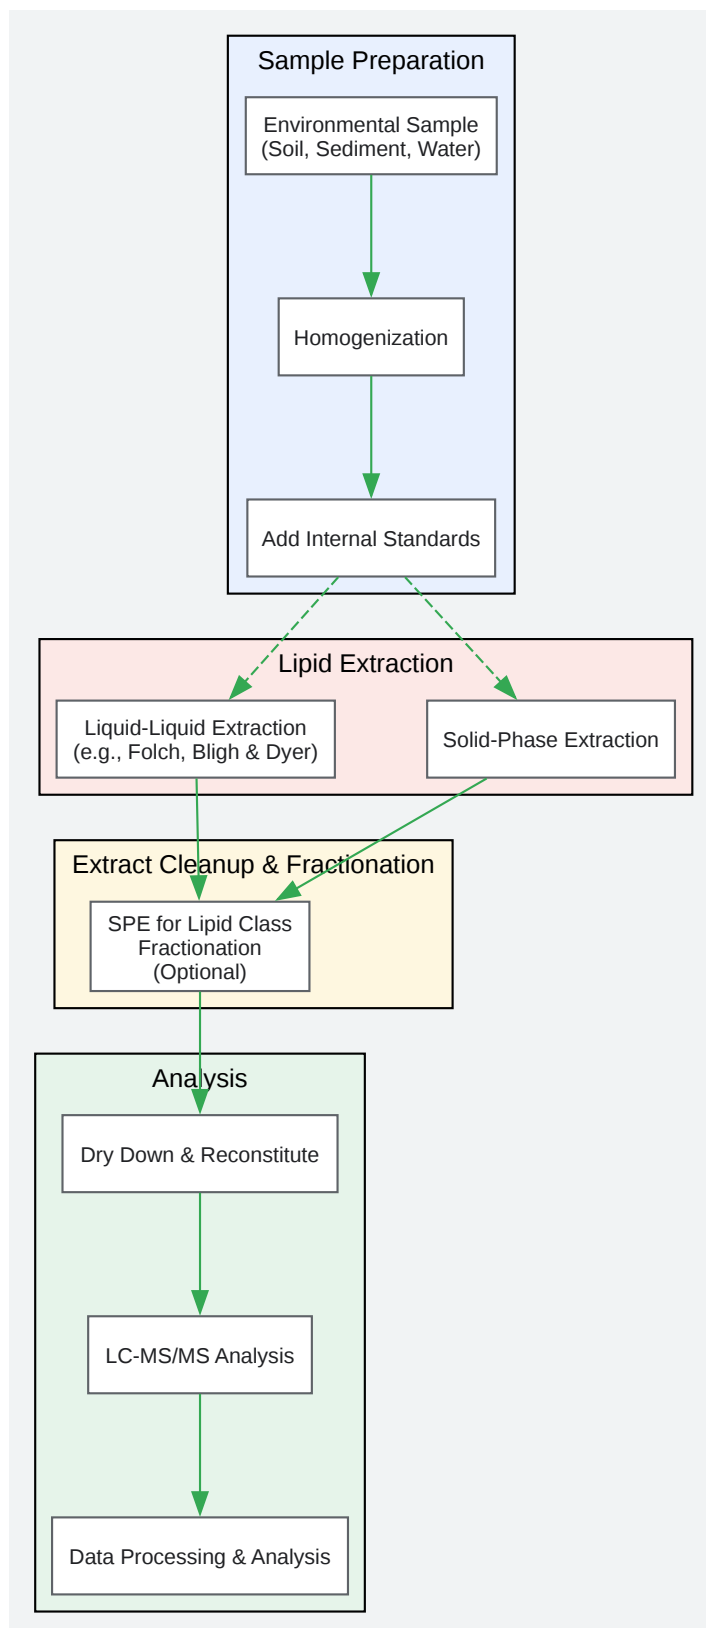 Sample Preparation
Environmental Sample
(Soil, Sediment, Water)
Homogenization
Add Internal Standards
Lipid Extraction
Liquid-Liquid Extraction
(e.g., Folch, Bligh & Dyer)
Solid-Phase Extraction
Extract Cleanup & Fractionation
SPE for Lipid Class
Fractionation
(Optional)
Analysis
Dry Down & Reconstitute
LC-MS/MS Analysis
Data Processing & Analysis